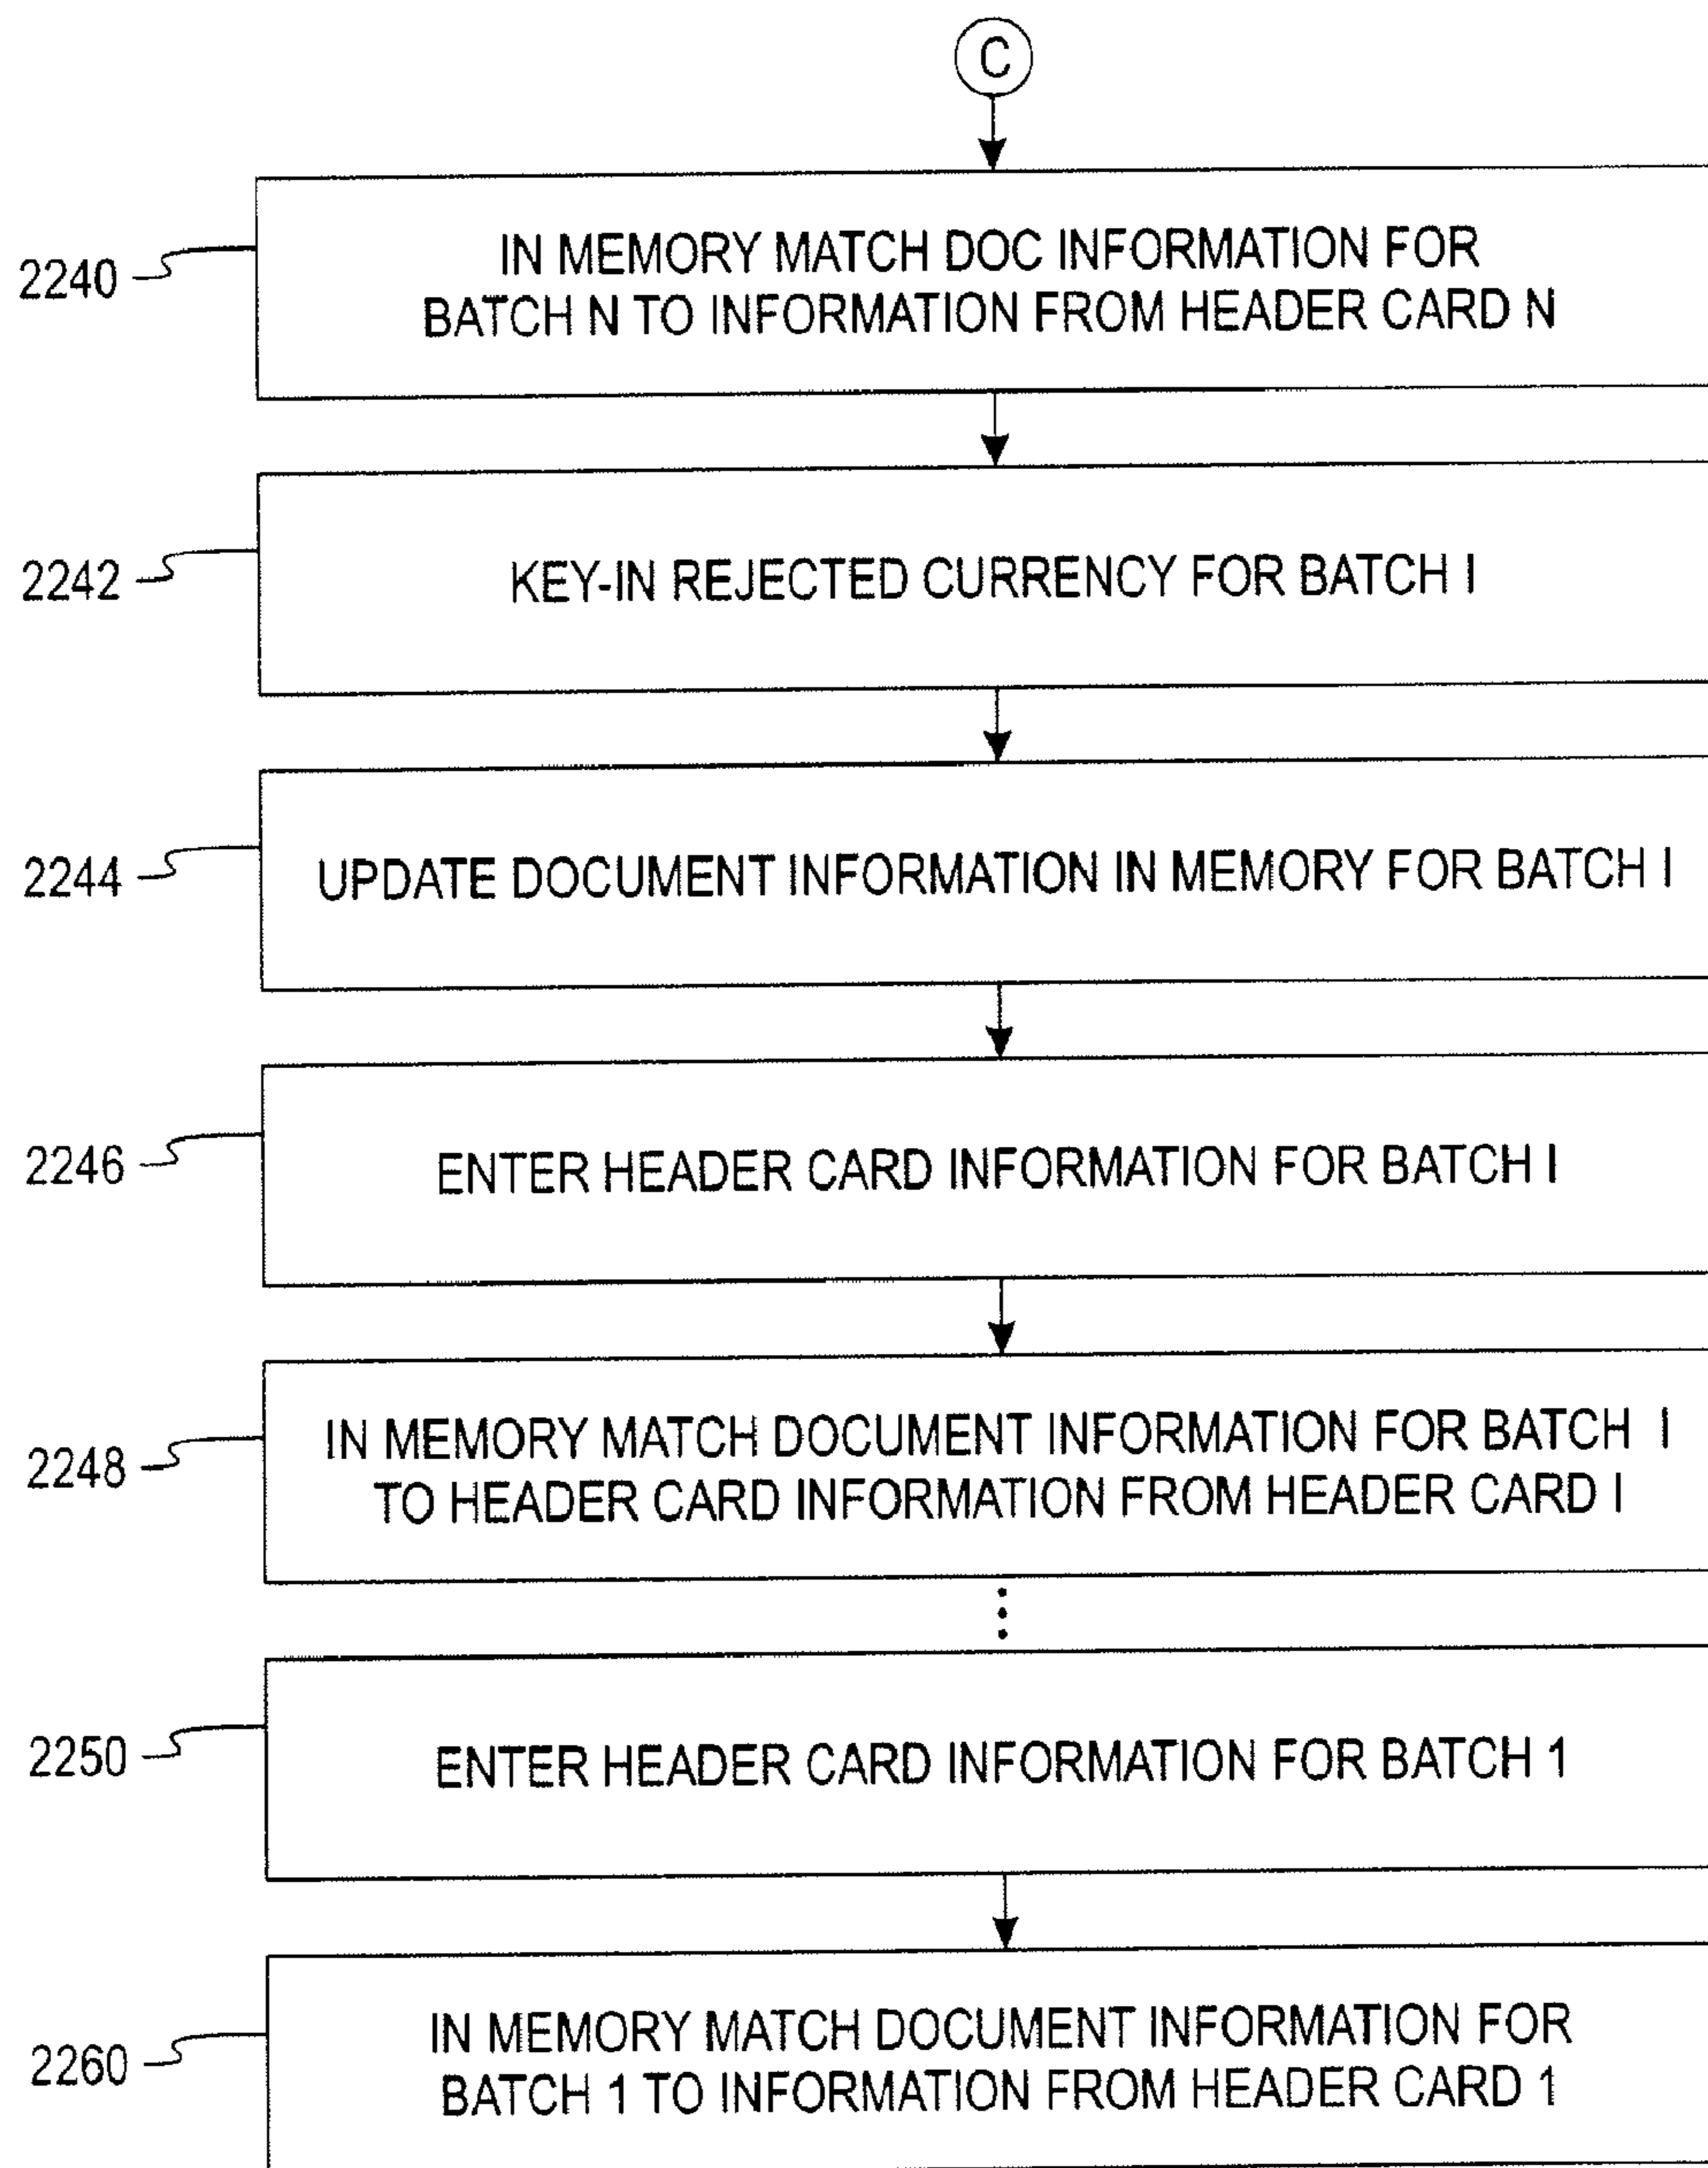 C
2240
IN MEMORY MATCH DOC INFORMATION FOR
BATCH N TO INFORMATION FROM HEADER CARD N
2242
KEY-IN REJECTED CURRENCY FOR BATCH I
2244
UPDATE DOCUMENT INFORMATION IN MEMORY FOR BATCH I
2246
ENTER HEADER CARD INFORMATION FOR BATCH I
2248
IN MEMORY MATCH DOCUMENT INFORMATION FOR BATCH I
TO HEADER CARD INFORMATION FROM HEADER CARD I
2250
ENTER HEADER CARD INFORMATION FOR BATCH 1
2260
IN MEMORY MATCH DOCUMENT INFORMATION FOR
BATCH 1 TO INFORMATION FROM HEADER CARD 1